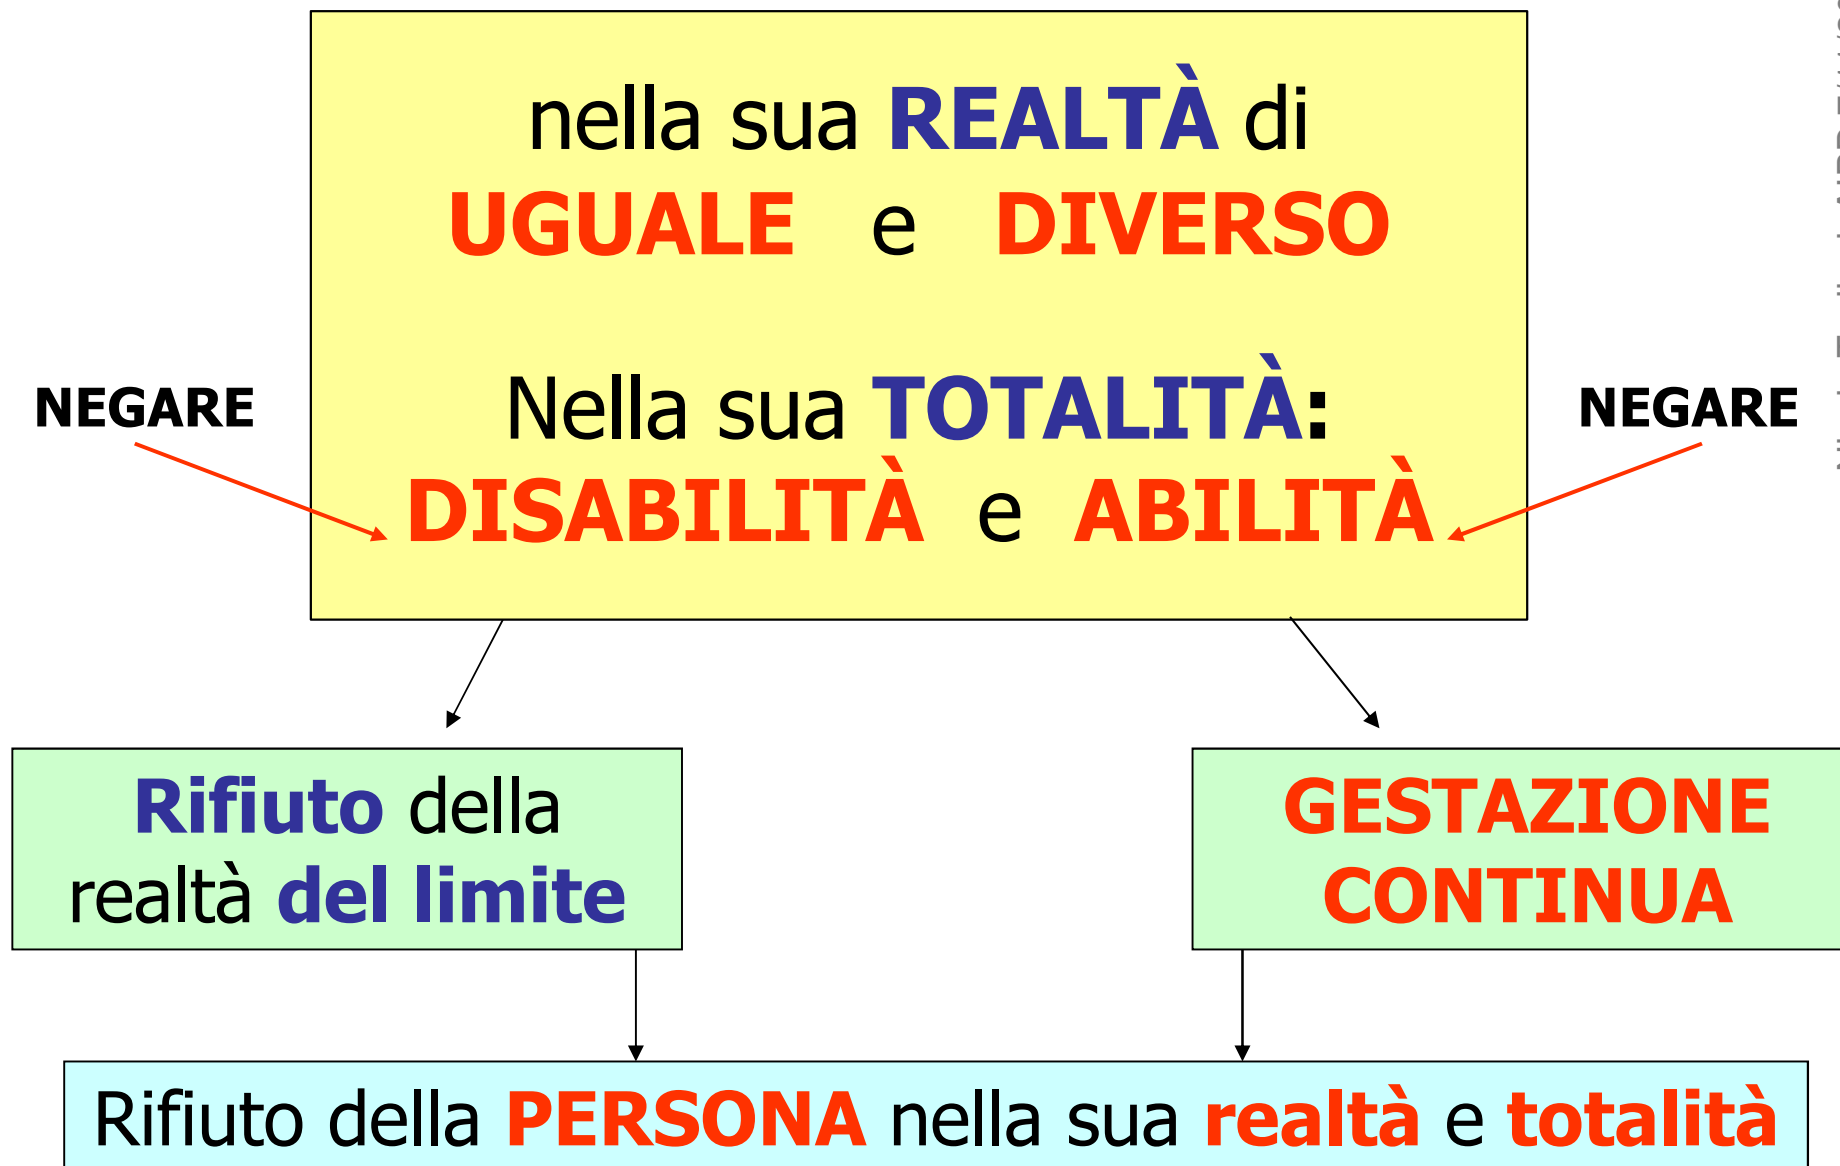 nella sua REALTÀ di
UGUALE e DIVERSO
Nella sua TOTALITÀ:
DISABILITÀ e ABILITÀ
NEGARE
NEGARE
Rifiuto della
realtà del limite
GESTAZIONE
CONTINUA
Rifiuto della PERSONA nella sua realtà e totalità